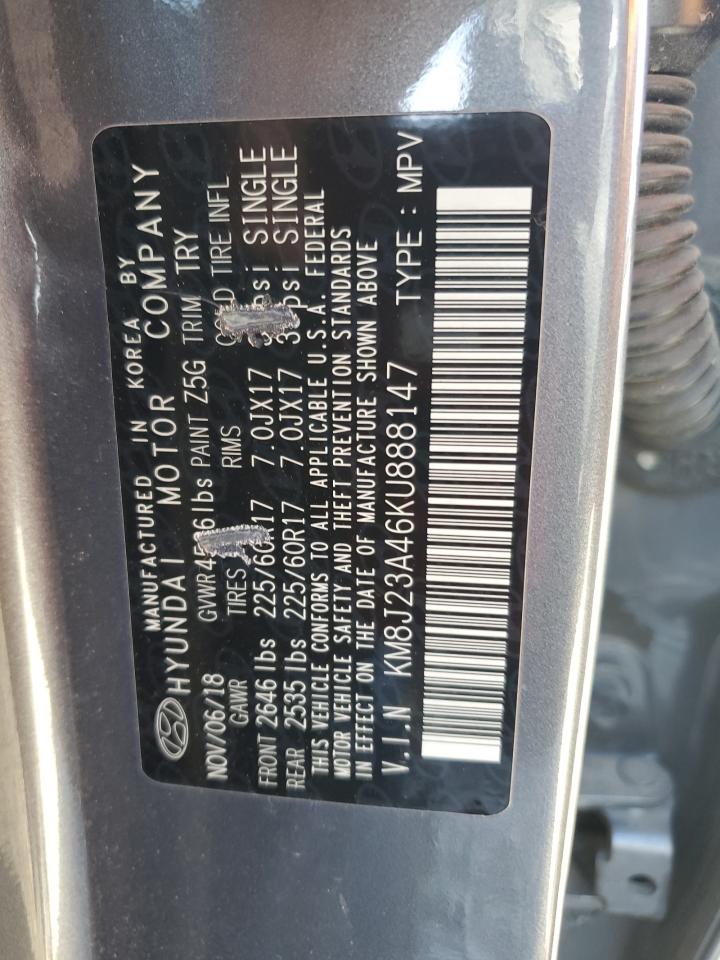 MANUFACTURED IN KOREA BY
HYUNDAI MOTOR COMPANY
NOV/06/18 GVWR lbs PAINT Z5G TRIM TRY
GAWR TIRES RIMS COLD TIRE INFL
FRONT 2646 lbs 225/60R17 7.0JX17 psi SINGLE
REAR 2535 lbs 225/60R17 7.0JX17 psi SINGLE
THIS VEHICLE CONFORMS TO ALL APPLICABLE U.S.A. FEDERAL
MOTOR VEHICLE SAFETY AND THEFT PREVENTION STANDARDS
IN EFFECT ON THE DATE OF MANUFACTURE SHOWN ABOVE
V.I.N KM8J23A46KU888147 TYPE : MPV